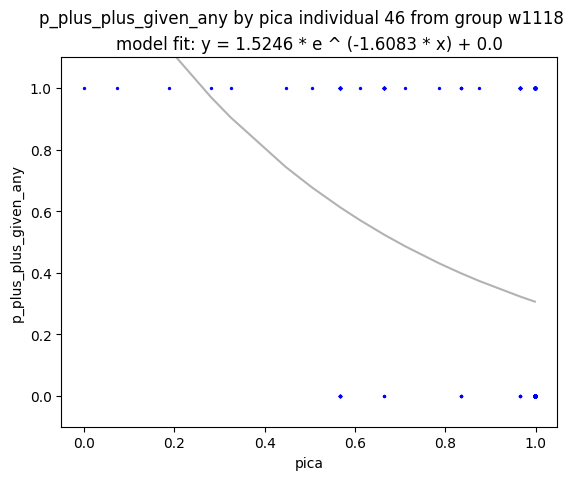 p_plus_plus_given_any by pica individual 46 from group w1118
model fit: y = 1.5246 * e ^ (-1.6083 * x) + 0.0
1.0
0.8
0.6
0.4
0.2
0.0
p_plus_plus_given_any
0.0 0.2 0.4 0.6 0.8 1.0
pica